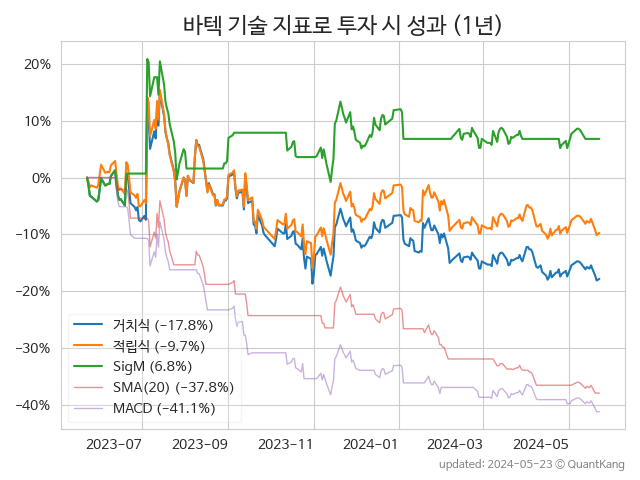 바텍 기술 지표로 투자 시 성과 (1년)
20%
10%
0%
−10%
−20%
−30%
−40%
거치식 (−17.8%)
적립식 (−9.7%)
SigM (6.8%)
SMA(20) (−37.8%)
MACD (−41.1%)
2023-07
2023-09
2023-11
2024-01
2024-03
2024-05
updated: 2024-05-23 ⓒ QuantKang